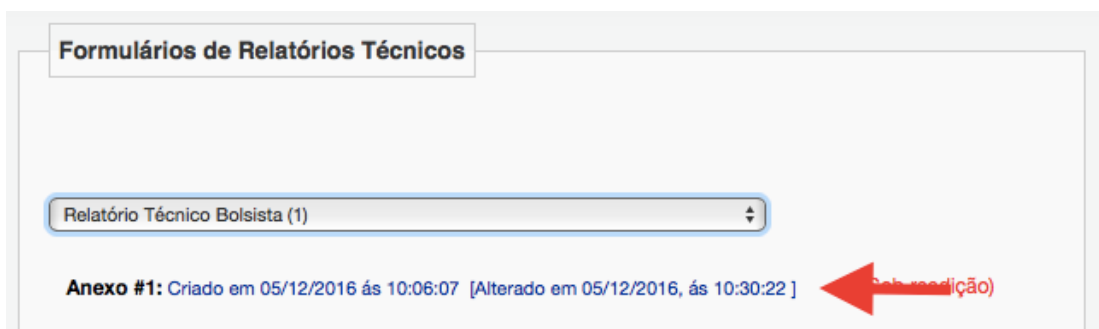 Formulários de Relatórios Técnicos
Relatório Técnico Bolsista (1)
Anexo #1: Criado em 05/12/2016 ás 10:06:07 [Alterado em 05/12/2016, ás 10:30:22 ]